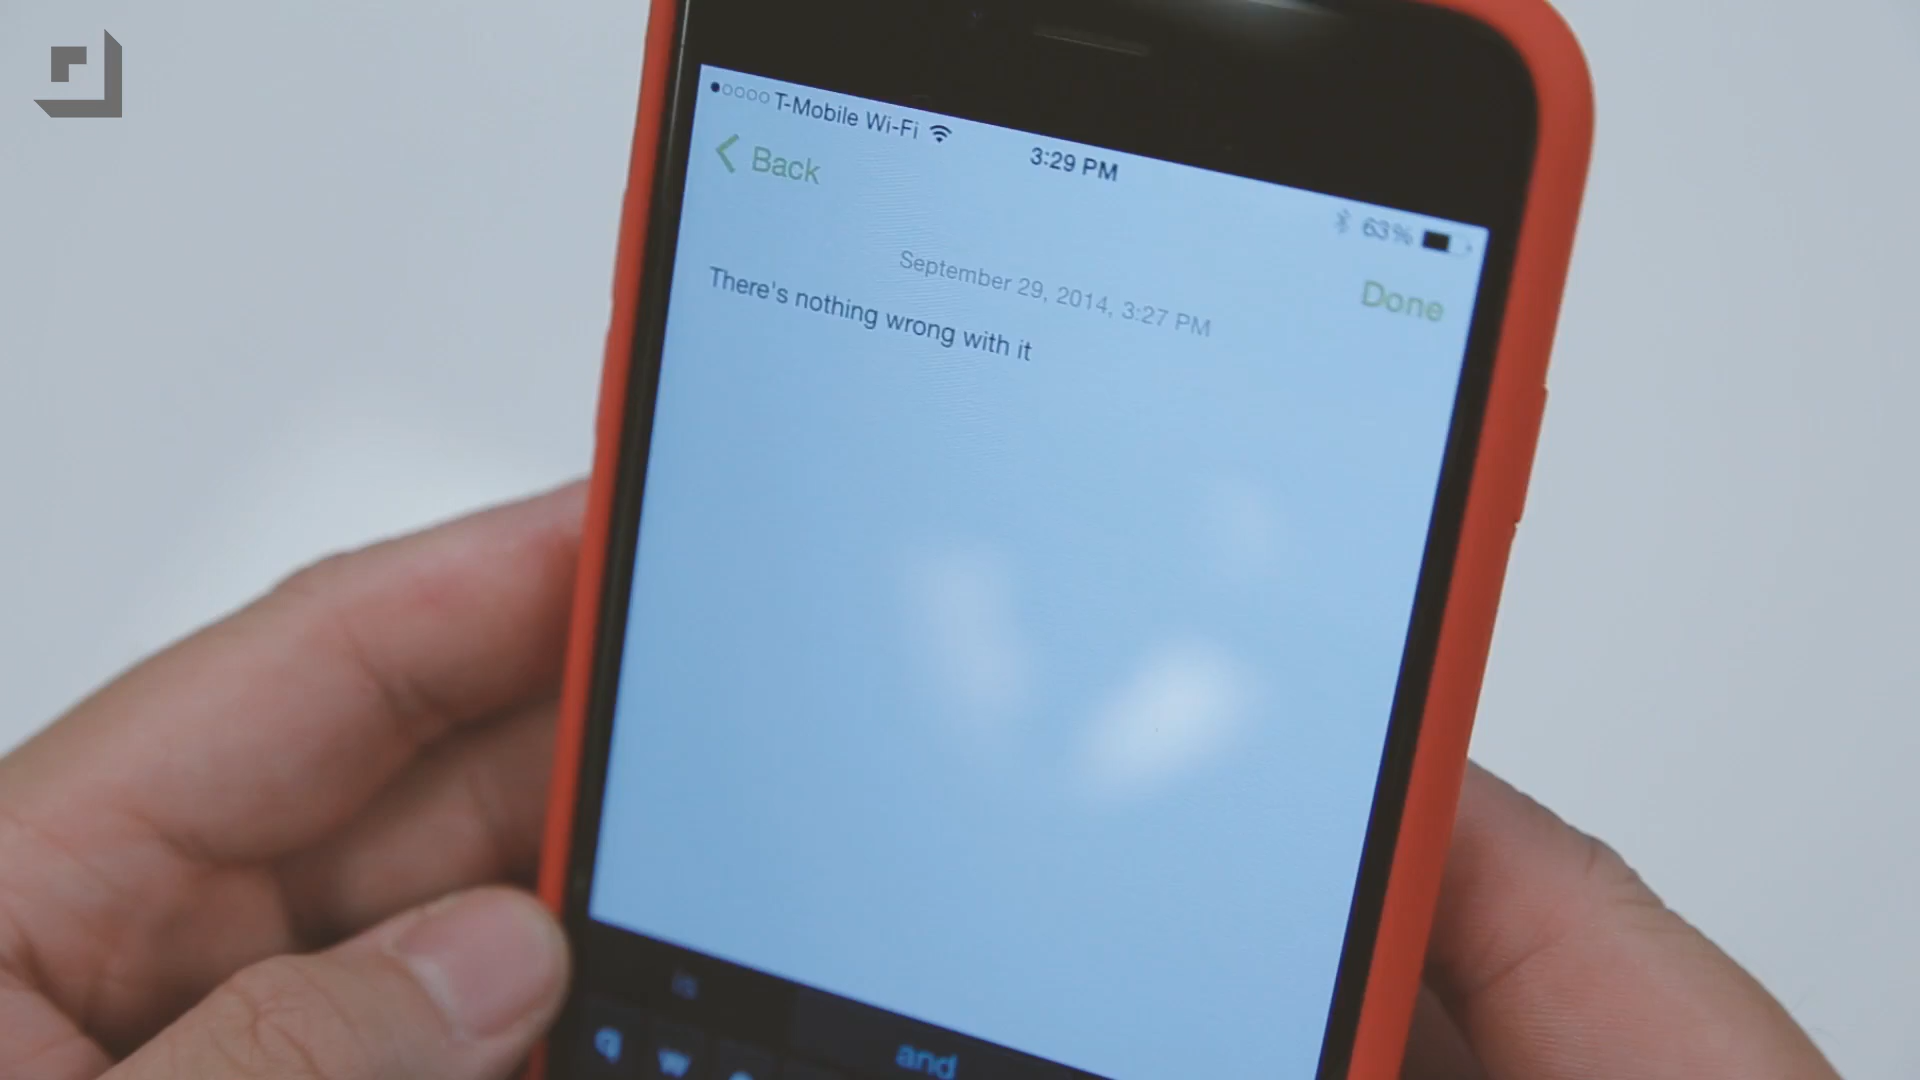 T-Mobile Wi-Fi
3:29 PM
63%
Back
Done
September 29, 2014, 3:27 PM
There's nothing wrong with it
is
and
q w